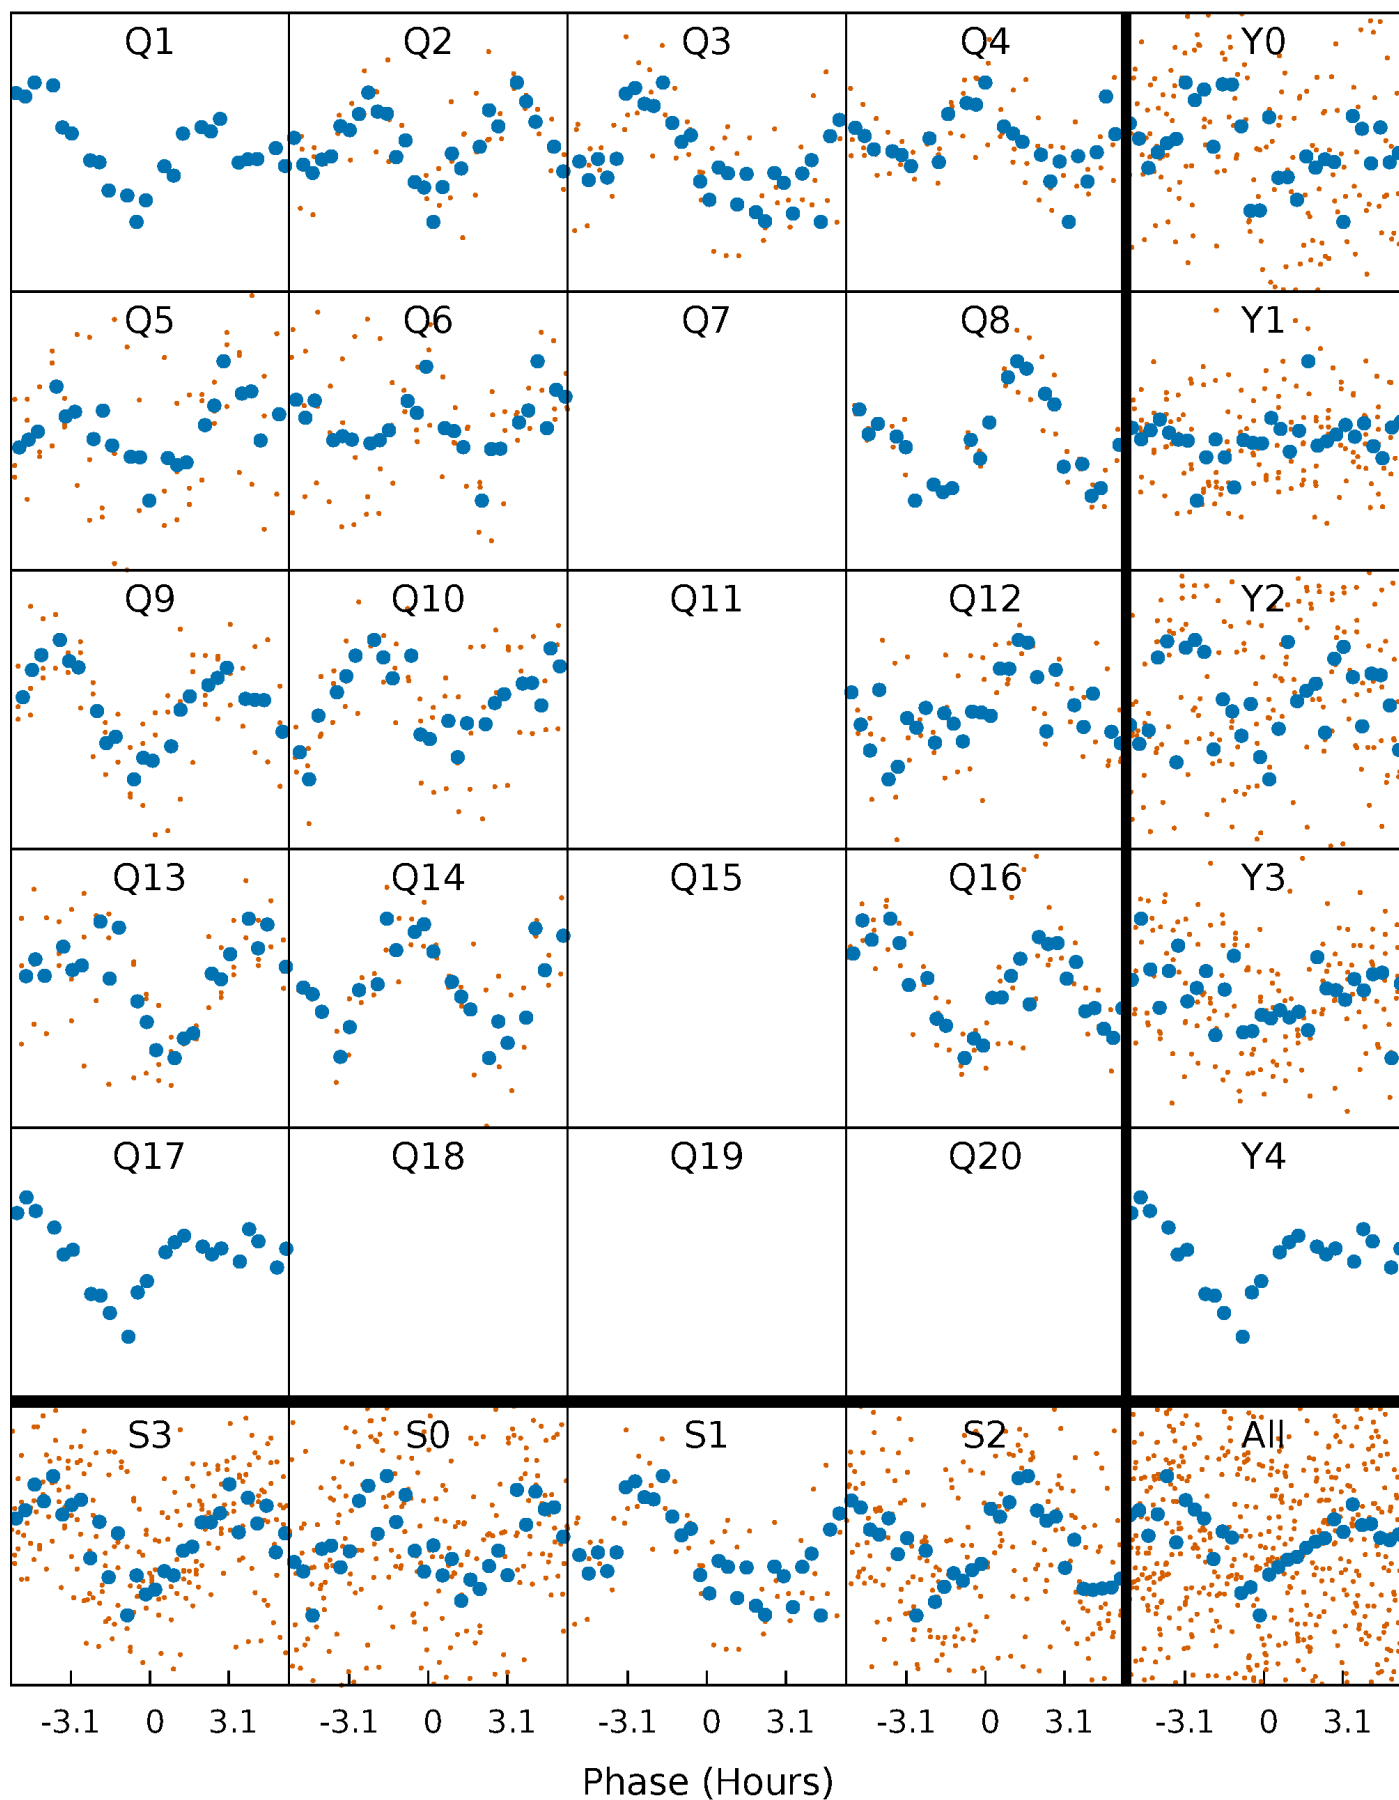 Q1 Q2 Q3 Q4 Y0
Q5 Q6 Q7 Q8 Y1
Q9 Q10 Q11 Q12 Y2
Q13 Q14 Q15 Q16 Y3
Q17 Q18 Q19 Q20 Y4
S3 S0 S1 S2 All
-3.1 0 3.1 -3.1 0 3.1 -3.1 0 3.1 -3.1 0 3.1 -3.1 0 3.1
Phase (Hours)